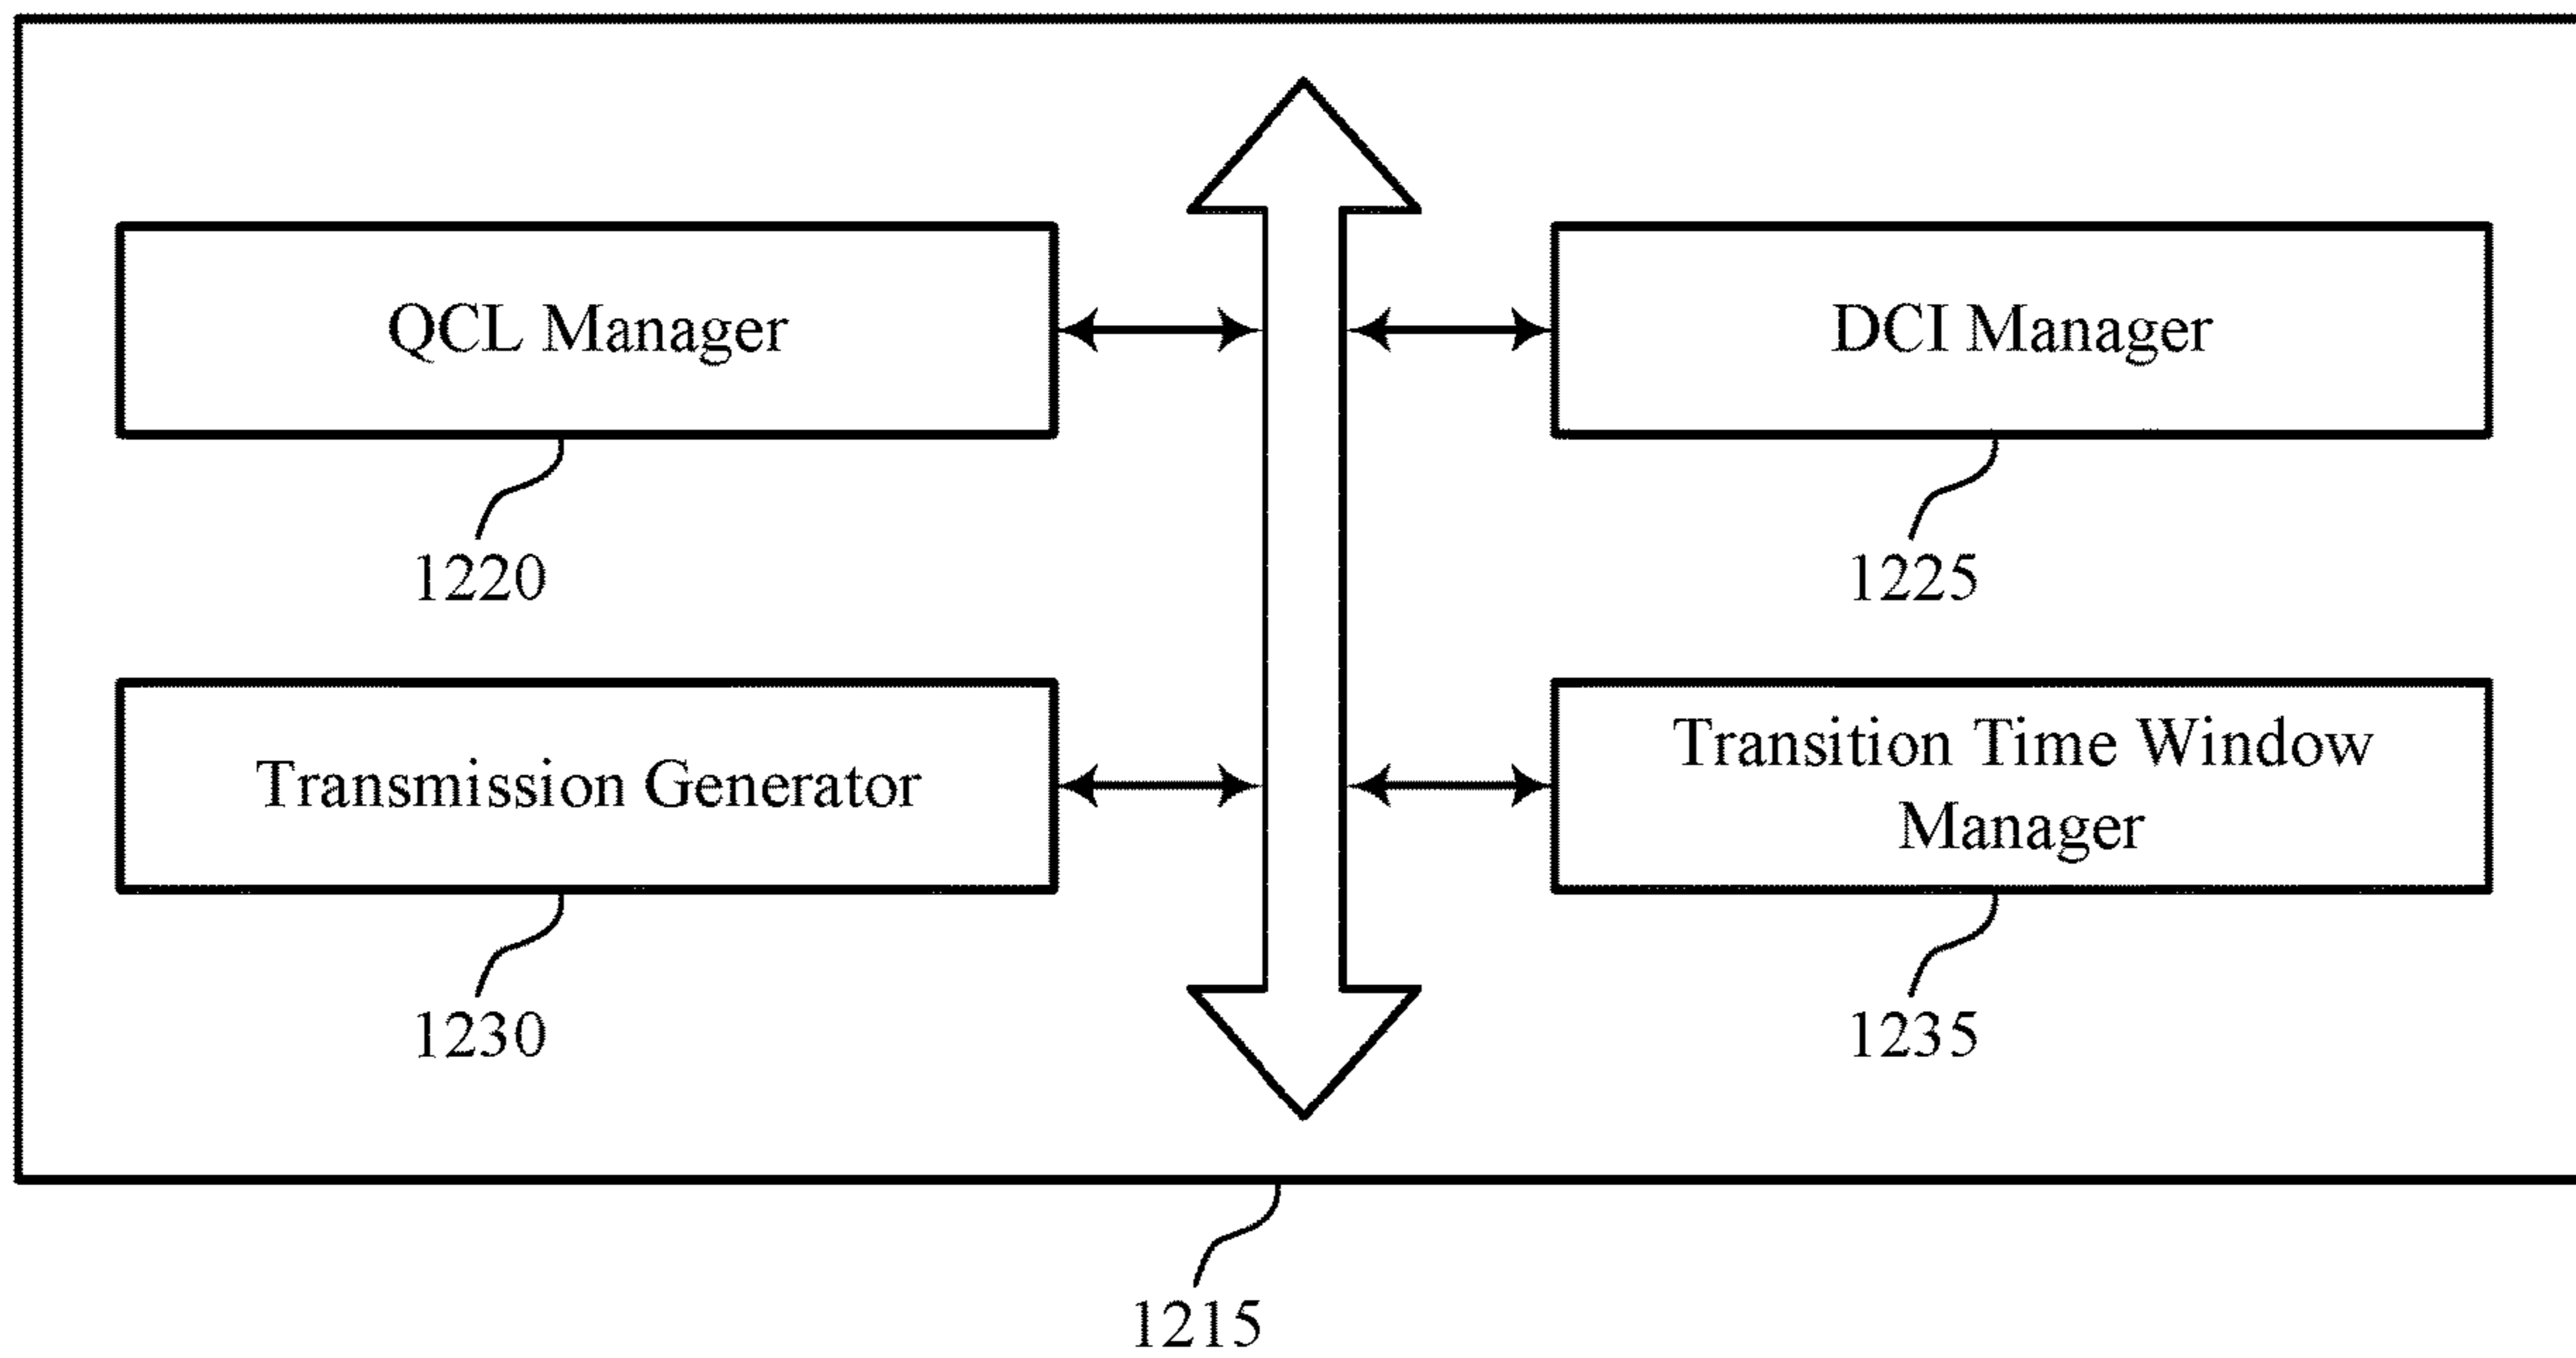 QCL Manager
DCI Manager
1220
1225
Transmission Generator
Transition Time Window
Manager
1230
1235
1215